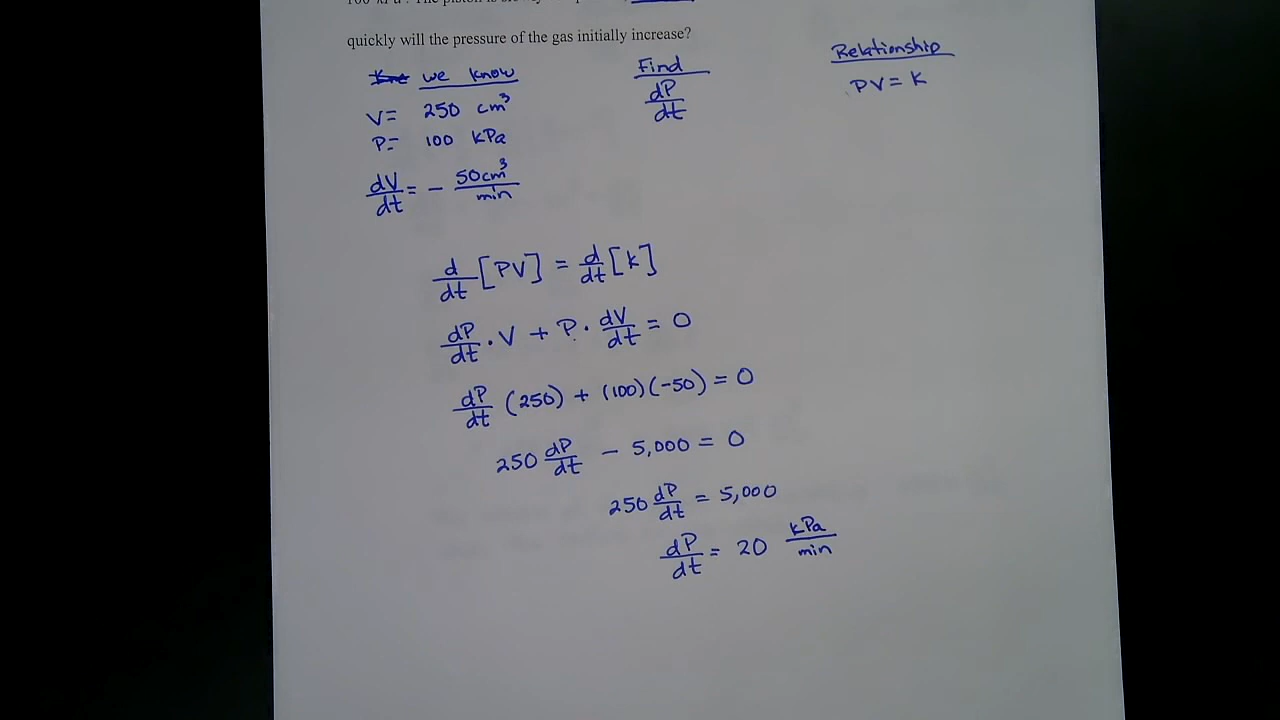 quickly will the pressure of the gas initially increase?
we know
V= 250 cm³
P= 100 kPa
dV/dt = - 50cm³/min
Find
dP/dt
Relationship
PV= K
d/dt [PV] = d/dt [K]
dP/dt · V + P · dV/dt = 0
dP/dt (250) + (100)(-50) = 0
250 dP/dt - 5,000 = 0
250 dP/dt = 5,000
dP/dt = 20 kPa/min